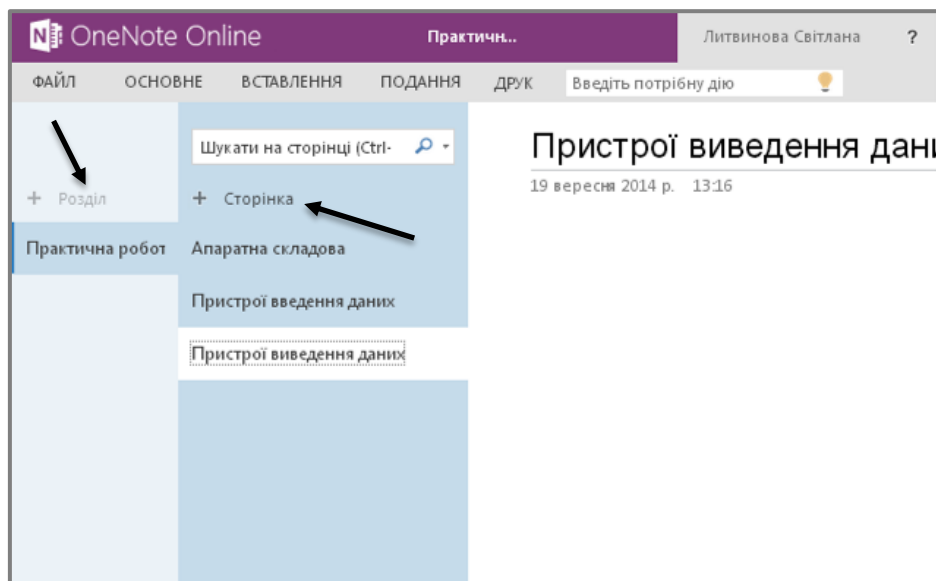 OneNote Online
Практичн...
Литвинова Світлана
?
ФАЙЛ ОСНОВНЕ ВСТАВЛЕННЯ ПОДАННЯ ДРУК Введіть потрібну дію
Шукати на сторінці (Ctrl-
+ Розділ
+ Сторінка
Практична робот
Апаратна складова
Пристрої введення даних
Пристрої виведення даних
Пристрої виведення дани
19 вересня 2014 р. 13:16